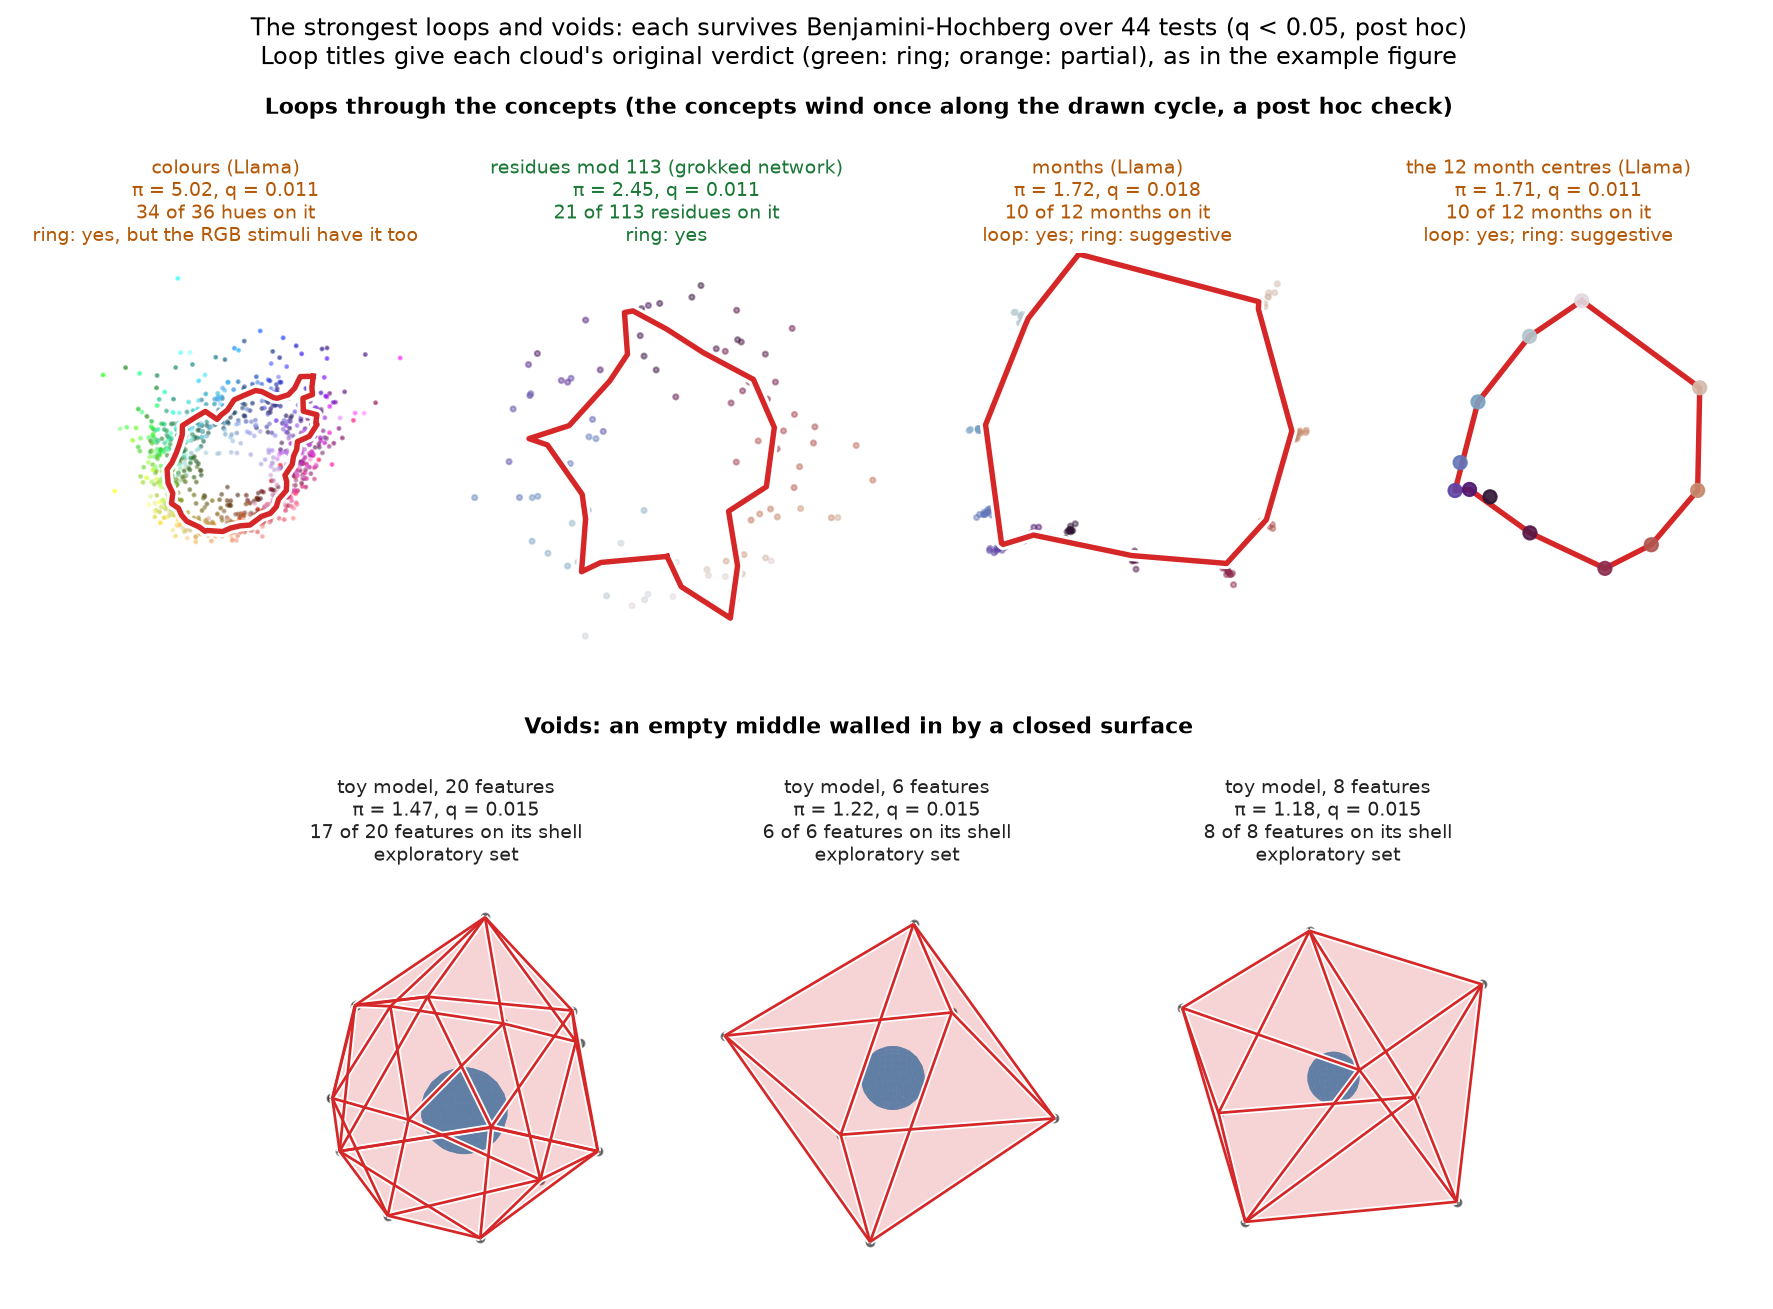 The strongest loops and voids: each survives Benjamini-Hochberg over 44 tests (q < 0.05, post hoc)
Loop titles give each cloud's original verdict (green: ring; orange: partial), as in the example figure
Loops through the concepts (the concepts wind once along the drawn cycle, a post hoc check)
colours (Llama)
π = 5.02, q = 0.011
34 of 36 hues on it
ring: yes, but the RGB stimuli have it too
residues mod 113 (grokked network)
π = 2.45, q = 0.011
21 of 113 residues on it
ring: yes
months (Llama)
π = 1.72, q = 0.018
10 of 12 months on it
loop: yes; ring: suggestive
the 12 month centres (Llama)
π = 1.71, q = 0.011
10 of 12 months on it
loop: yes; ring: suggestive
Voids: an empty middle walled in by a closed surface
toy model, 20 features
π = 1.47, q = 0.015
17 of 20 features on its shell
exploratory set
toy model, 6 features
π = 1.22, q = 0.015
6 of 6 features on its shell
exploratory set
toy model, 8 features
π = 1.18, q = 0.015
8 of 8 features on its shell
exploratory set